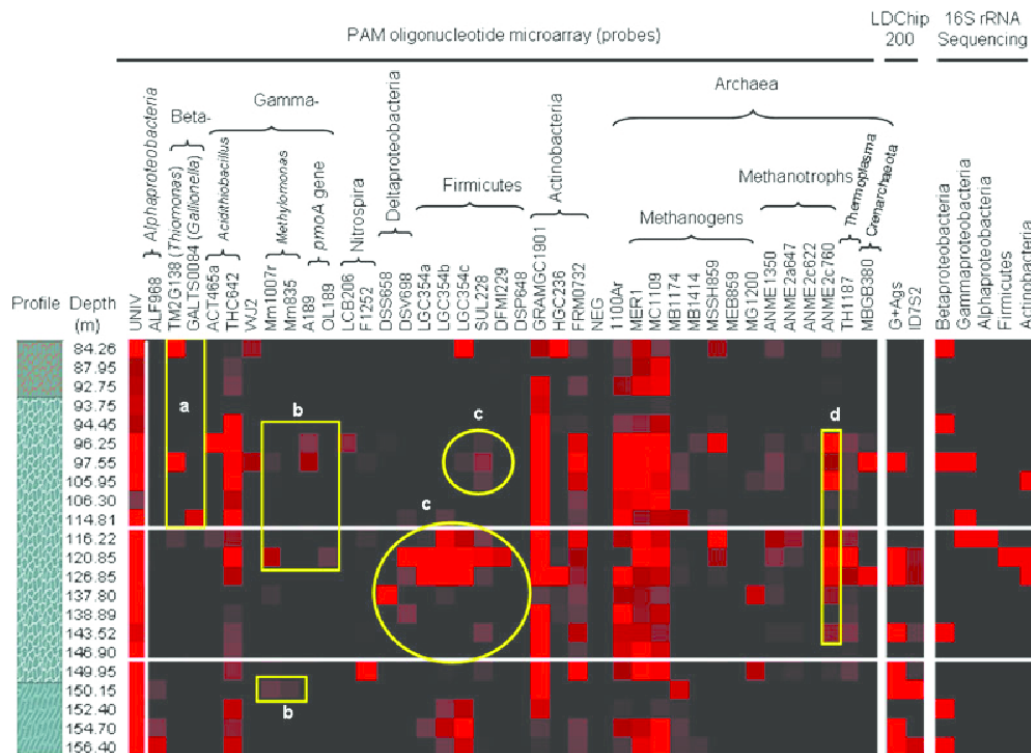 PAM oligonucleotide microarray (probes)
LDChip
200
16S rRNA
Sequencing
Archaea
Gamma-
Beta-
Alphaproteobacteria
(Thiomonas)
(Gallionella)
Acidithiobacillus
Methylomonas
pmoA gene
Nitrospira
Deltaproteobacteria
Firmicutes
Actinobacteria
Methanogens
Methanotrophs
Thermoplasma
Crenarchaeota
Profile
Depth
(m)
UNIV
ALF968
TM2G138
GALTS0084
ACT465a
THC642
WJ2
Mm1007r
Mm835
A189
OL189
LCB206
F1252
DSS658
DSV698
LGC354a
LGC354b
LGC354c
SUL228
DFMI229
DSP648
GRAMGC1901
HGC236
FRM0732
NEG
1100Ar
MER1
MC1109
MB1174
MB1414
MSSH859
MEB859
MG1200
ANME1350
ANME2a647
ANME2c622
ANME2c760
TH1187
MBGB380
G+Ags
ID7S2
Betaproteobacteria
Gammaproteobacteria
Alphaproteobacteria
Firmicutes
Actinobacteria
84.26
87.95
92.75
93.75
94.45
96.25
97.55
105.95
106.30
114.81
116.22
120.85
126.85
137.80
138.89
143.52
146.90
149.95
150.15
152.40
154.70
156.40
a
b
c
d
c
b